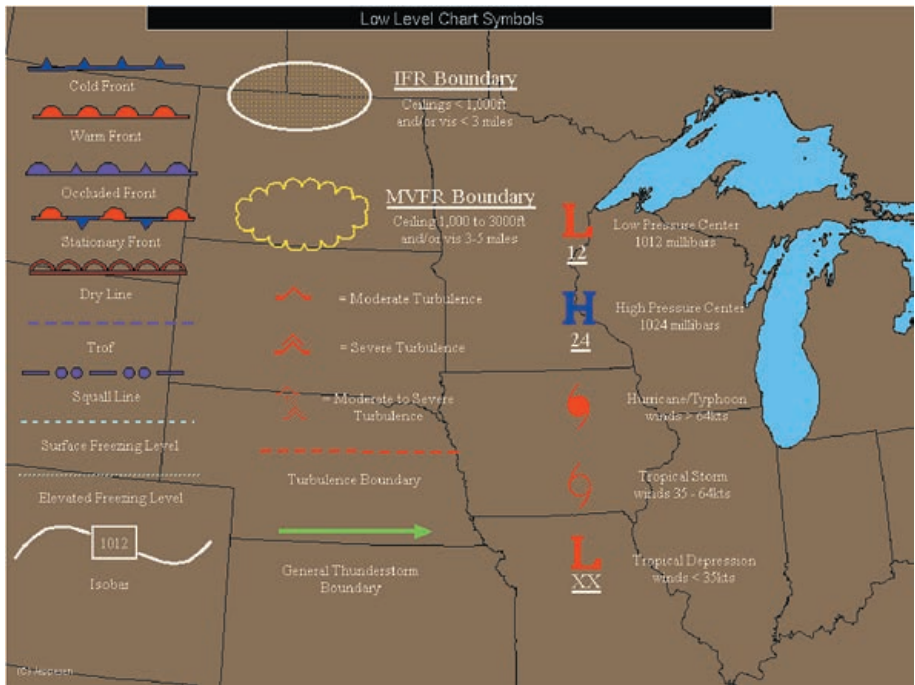 Low Level Chart Symbols
Cold Front
Warm Front
Occluded Front
Stationary Front
Dry Line
Trof
Squall Line
Surface Freezing Level
Elevated Freezing Level
1012
Isobar
(C) Jeppesen
IFR Boundary
Ceilings < 1,000ft
and/or vis < 3 miles
MVFR Boundary
Ceiling 1,000 to 3000ft
and/or vis 3-5 miles
= Moderate Turbulence
= Severe Turbulence
= Moderate to Severe
Turbulence
Turbulence Boundary
General Thunderstorm
Boundary
L
12
Low Pressure Center
1012 millibars
H
24
High Pressure Center
1024 millibars
Hurricane/Typhoon
winds > 64kts
Tropical Storm
winds 35 - 64kts
L
XX
Tropical Depression
winds < 35kts